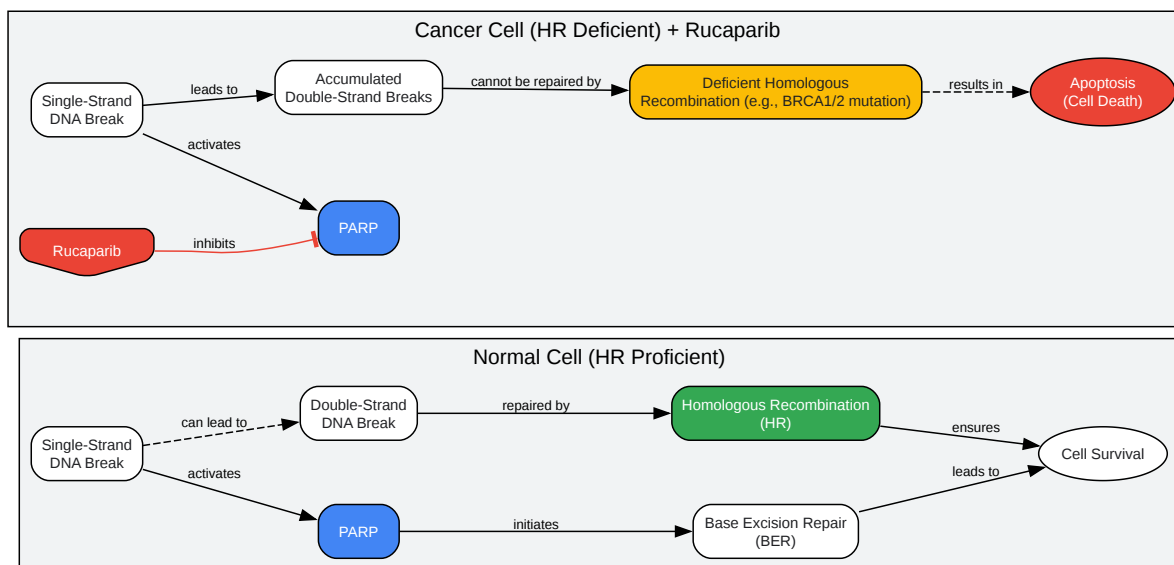 Cancer Cell (HR Deficient) + Rucaparib
Single-Strand
DNA Break
leads to
Accumulated
Double-Strand Breaks
cannot be repaired by
Deficient Homologous
Recombination (e.g., BRCA1/2 mutation)
results in
Apoptosis
(Cell Death)
activates
PARP
Rucaparib
inhibits
Normal Cell (HR Proficient)
Single-Strand
DNA Break
can lead to
Double-Strand
DNA Break
repaired by
Homologous Recombination
(HR)
ensures
Cell Survival
activates
PARP
initiates
Base Excision Repair
(BER)
leads to